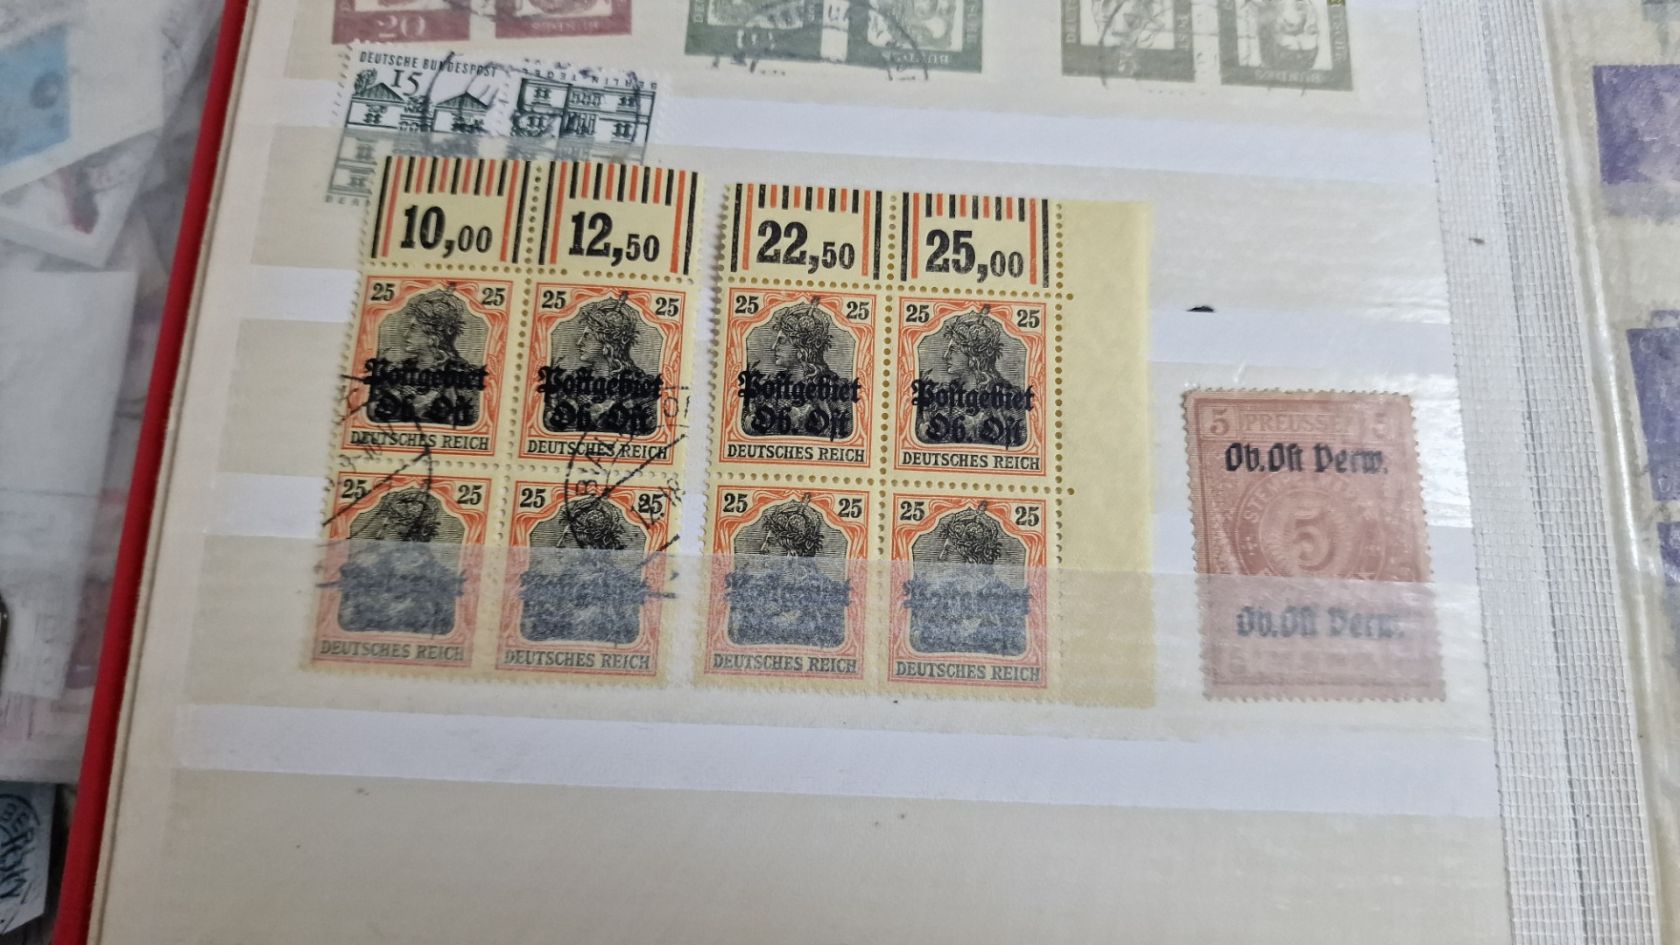 20
DEUTSCHE BUNDESPOST
15
10,00
12,50
22,50
25,00
25 25
25 25
25 25
25 25
Postgebiet
Ob. Ost
Postgebiet
Ob. Ost
Postgebiet
Ob. Ost
Postgebiet
Ob. Ost
DEUTSCHES REICH
DEUTSCHES REICH
DEUTSCHES REICH
DEUTSCHES REICH
25 25
25 25
25 25
25 25
DEUTSCHES REICH
DEUTSCHES REICH
DEUTSCHES REICH
DEUTSCHES REICH
5 PREUSSEN 5
Ob. Ost Verw.
5
Ob. Ost Verw.